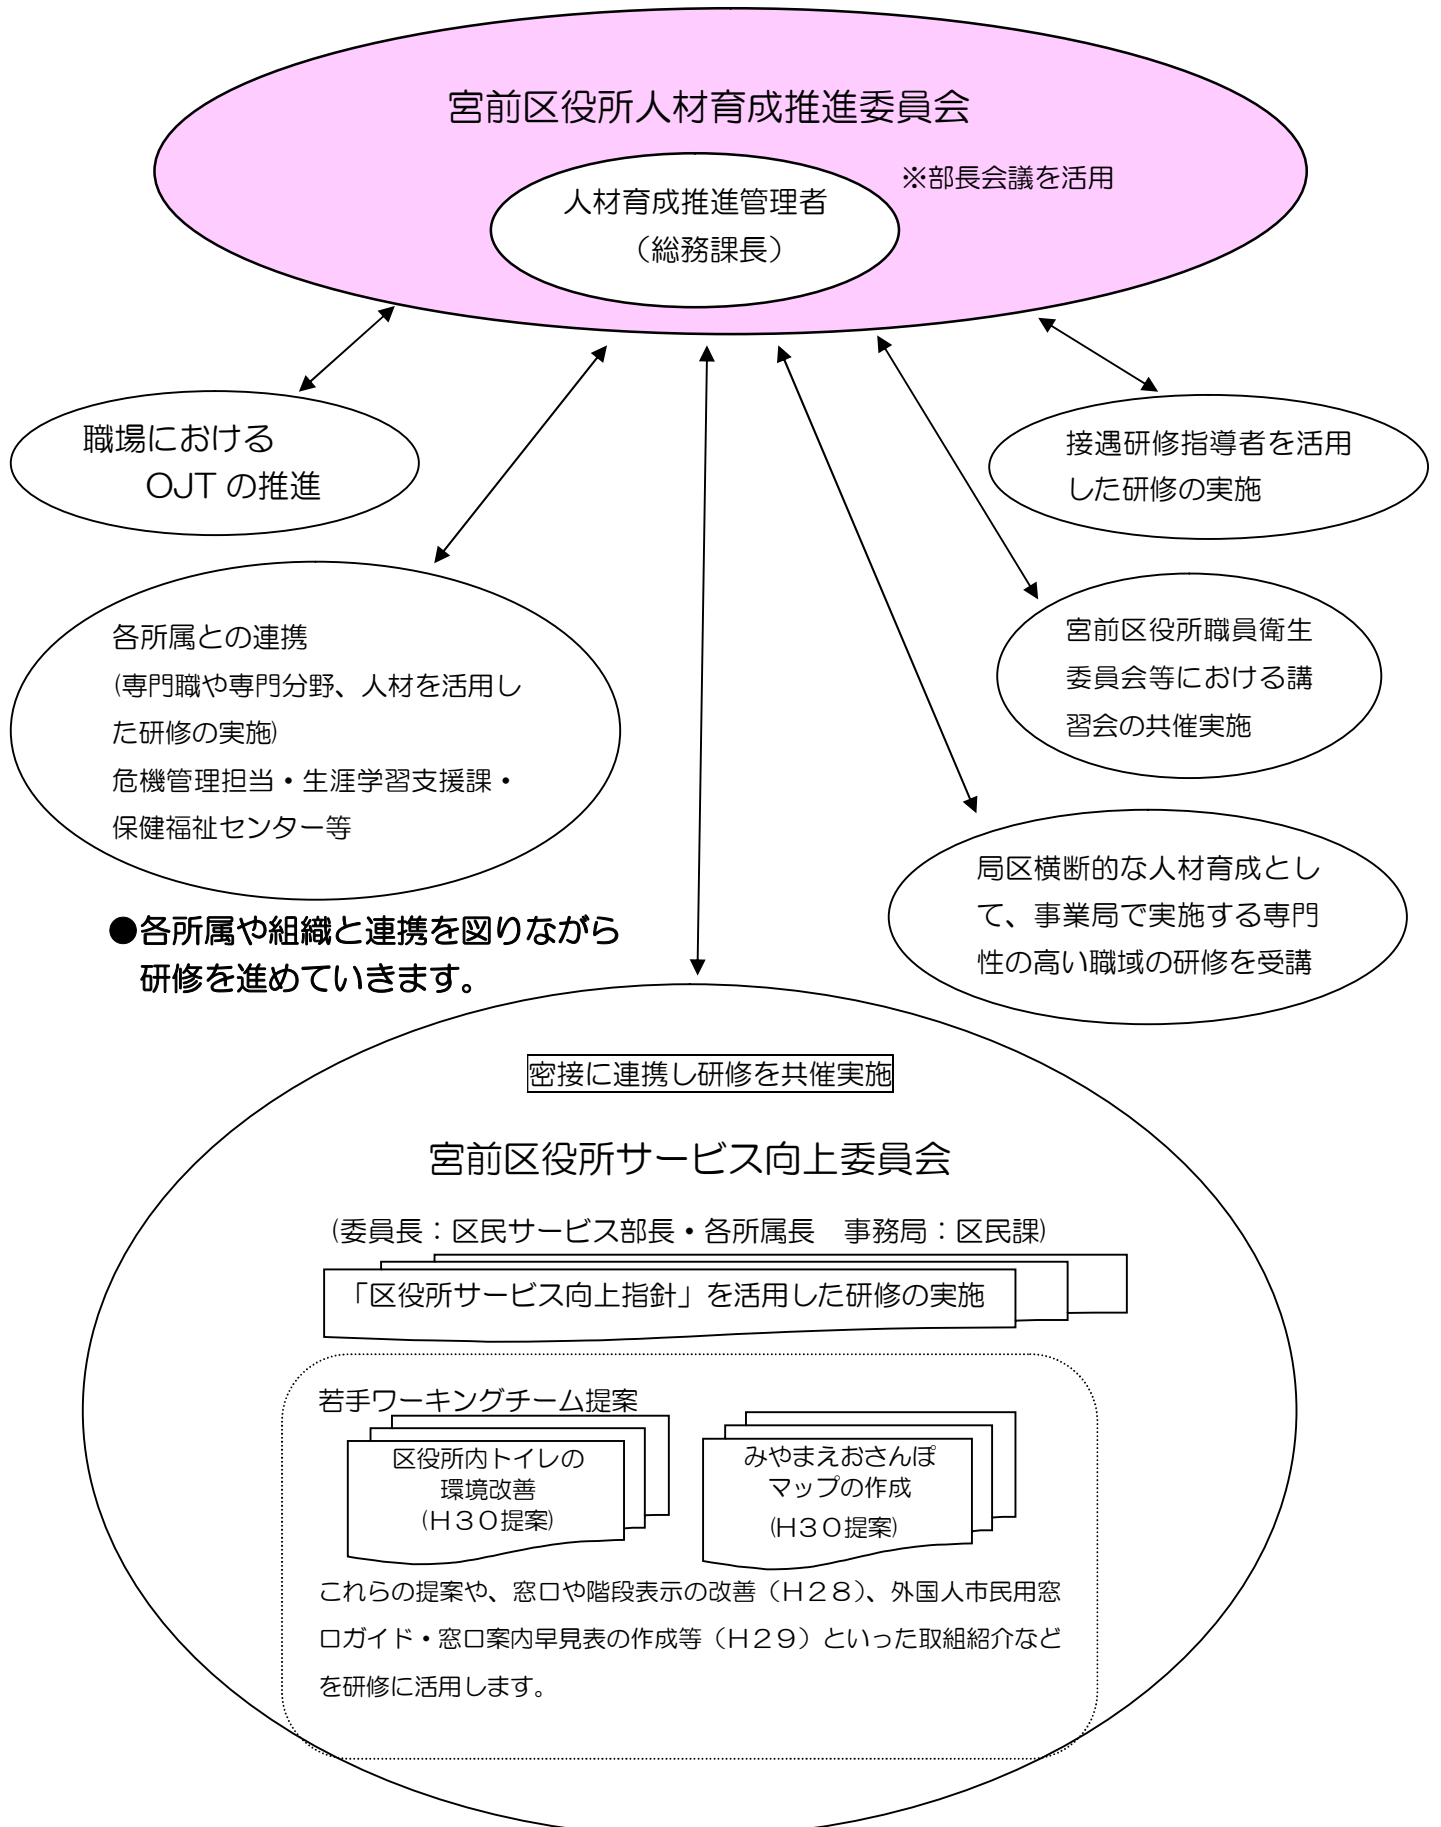 宮前区役所人材育成推進委員会
※部長会議を活用
人材育成推進管理者
（総務課長）
職場における
OJTの推進
接遇研修指導者を活用
した研修の実施
各所属との連携
(専門職や専門分野、人材を活用し
た研修の実施)
危機管理担当・生涯学習支援課・
保健福祉センター等
宮前区役所職員衛生
委員会等における講
習会の共催実施
局区横断的な人材育成とし
て、事業局で実施する専門
性の高い職域の研修を受講
●各所属や組織と連携を図りながら
研修を進めていきます。
密接に連携し研修を共催実施
宮前区役所サービス向上委員会
(委員長：区民サービス部長・各所属長　事務局：区民課)
「区役所サービス向上指針」を活用した研修の実施
若手ワーキングチーム提案
区役所内トイレの
環境改善
(H３０提案)
みやまえおさんぽ
マップの作成
(H３０提案)
これらの提案や、窓口や階段表示の改善（H２８）、外国人市民用窓
口ガイド・窓口案内早見表の作成等（H２９）といった取組紹介など
を研修に活用します。